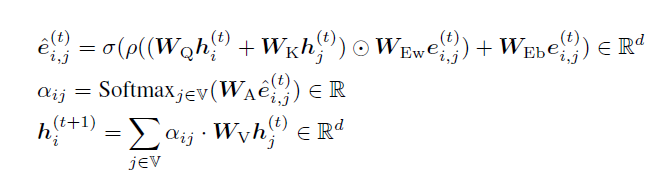 ê_{i,j}^{(t)} = σ(ρ((W_Q h_i^{(t)} + W_K h_j^{(t)}) ⊙ W_{Ew} e_{i,j}^{(t)}) + W_{Eb} e_{i,j}^{(t)}) ∈ ℝ^d
α_{ij} = Softmax_{j∈𝕍}(W_A ê_{i,j}^{(t)}) ∈ ℝ
h_i^{(t+1)} = ∑_{j∈𝕍} α_{ij} · W_V h_j^{(t)} ∈ ℝ^d